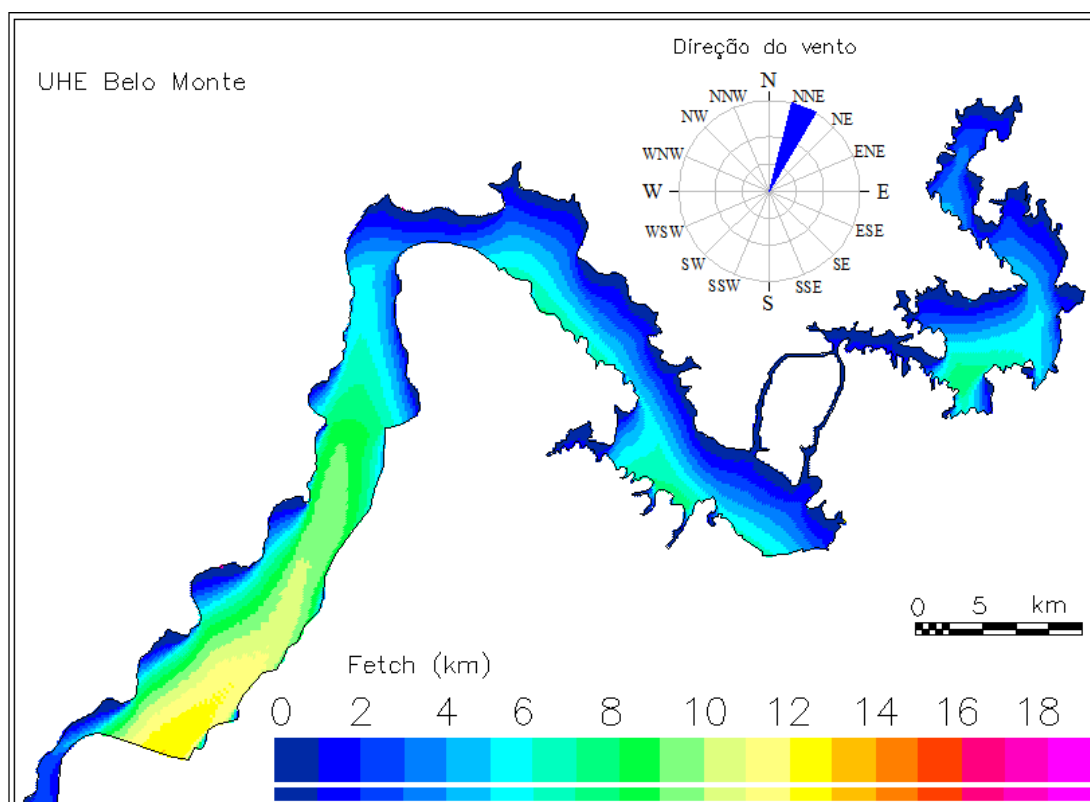 Direção do vento
UHE Belo Monte
N
NNW NNE
NW NE
WNW ENE
W E
WSW ESE
SW SE
SSW SSE
S
0 5 km
Fetch (km)
0 2 4 6 8 10 12 14 16 18